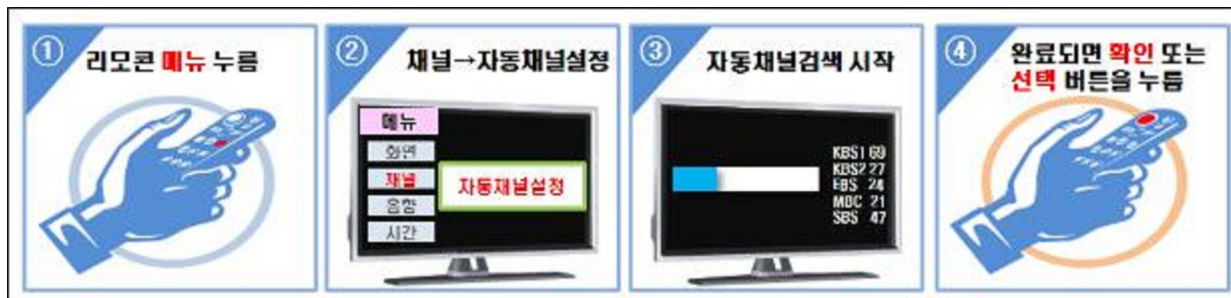 ① 리모콘 메뉴 누름
② 채널→자동채널설정
메뉴
화면
채널
음향
시간
자동채널설정
③ 자동채널검색 시작
KBS1 69
KBS2 27
EBS 24
MBC 21
SBS 47
④ 완료되면 확인 또는
선택 버튼을 누름